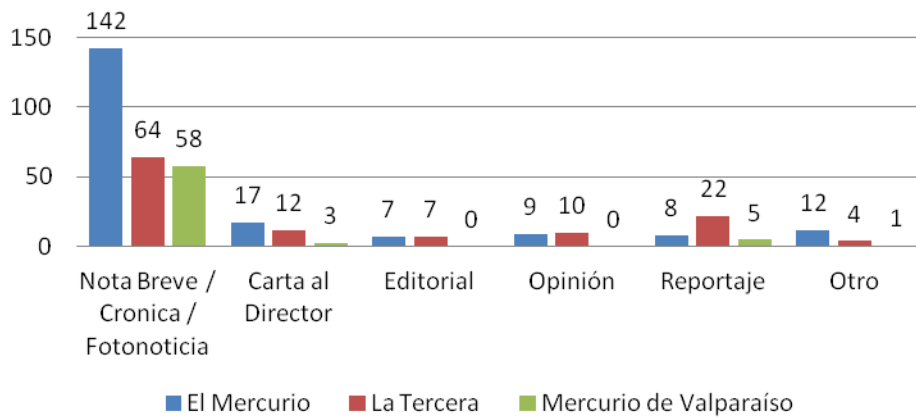 142
150
100
64
58
50
17
12
3
7
7
0
9
10
0
8
22
5
12
4
1
0
Nota Breve / Cronica / Fotonoticia
Carta al Director
Editorial
Opinión
Reportaje
Otro
El Mercurio
La Tercera
Mercurio de Valparaíso